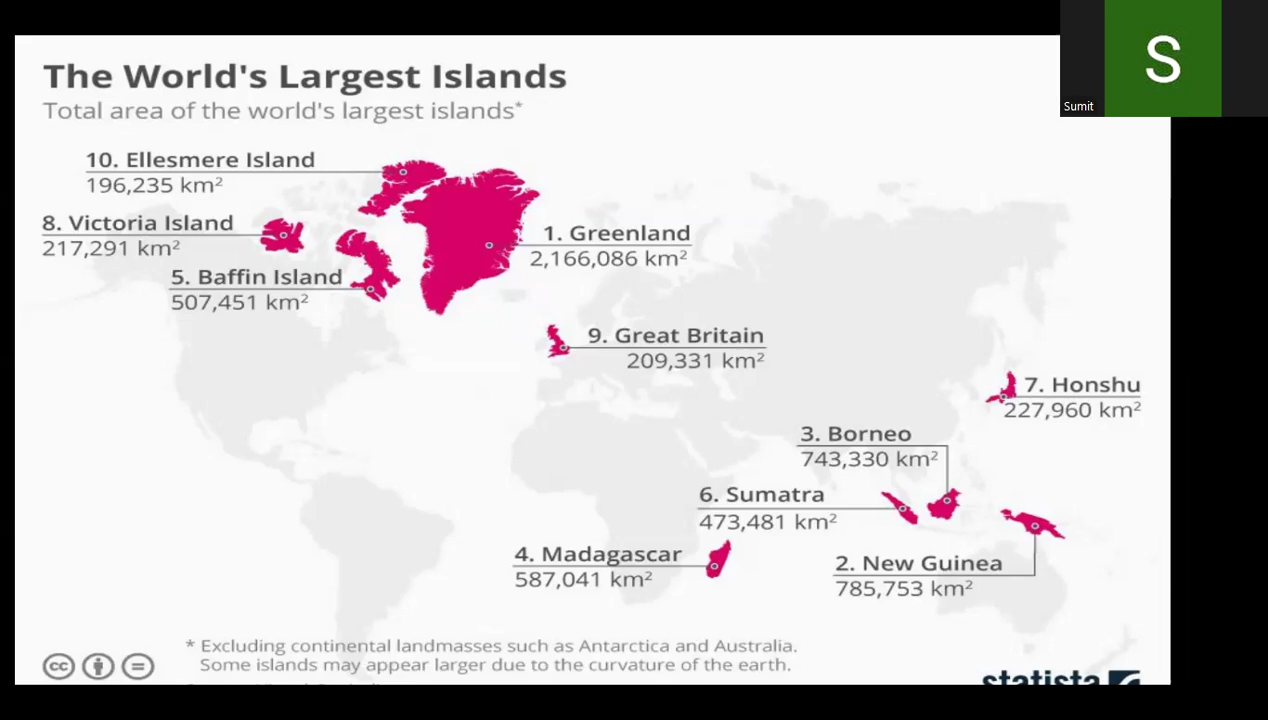 The World's Largest Islands
Total area of the world's largest islands*
10. Ellesmere Island
196,235 km²
8. Victoria Island
217,291 km²
1. Greenland
2,166,086 km²
5. Baffin Island
507,451 km²
9. Great Britain
209,331 km²
7. Honshu
227,960 km²
3. Borneo
743,330 km²
6. Sumatra
473,481 km²
4. Madagascar
587,041 km²
2. New Guinea
785,753 km²
* Excluding continental landmasses such as Antarctica and Australia.
Some islands may appear larger due to the curvature of the earth.
cc
statista
S
Sumit